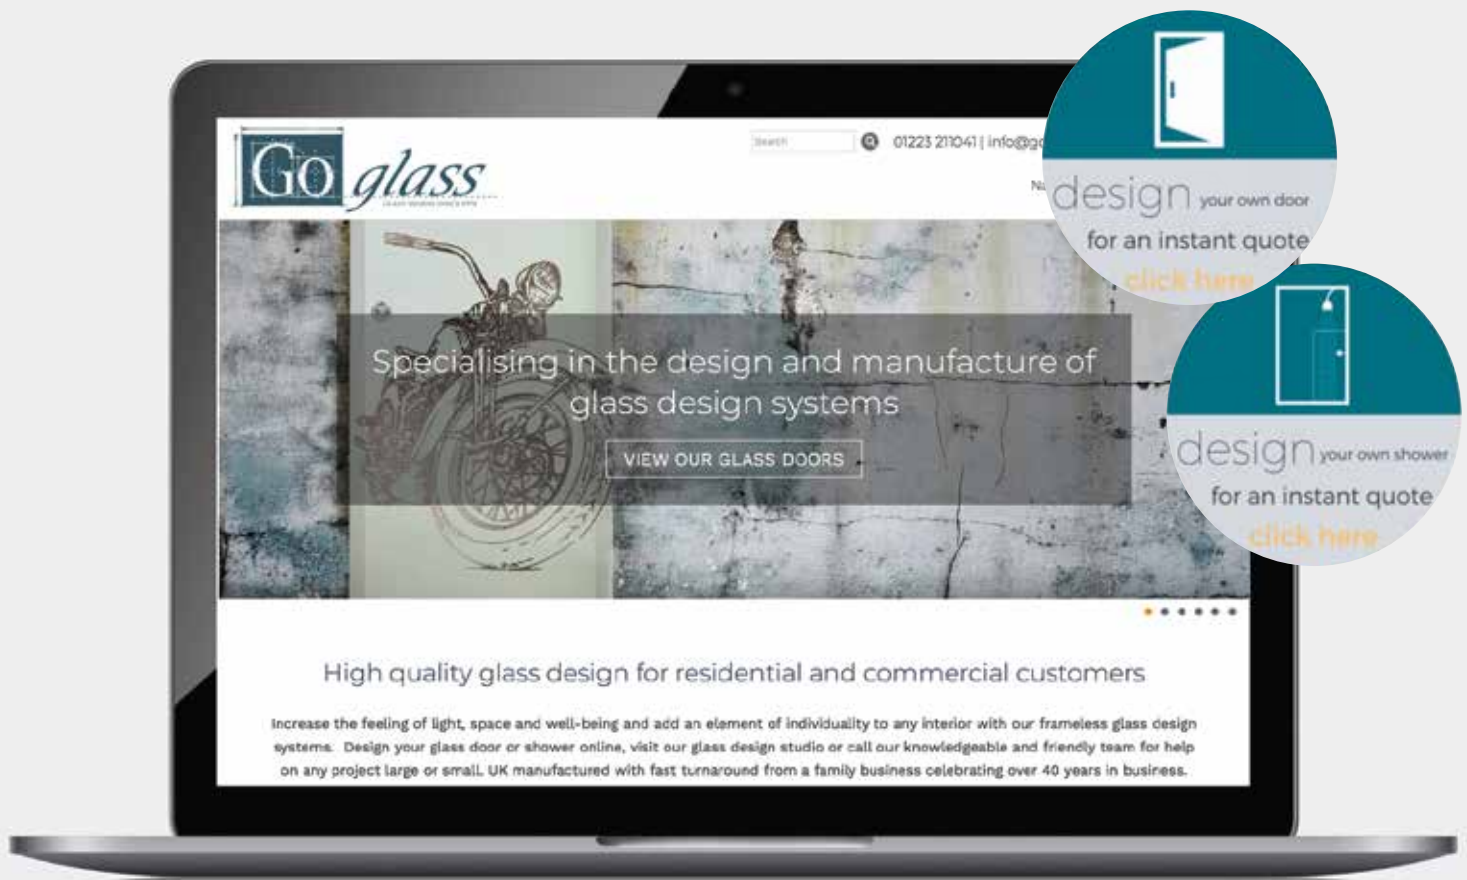 Go glass
Search
01223 211041 | info@go
design your own door
for an instant quote
click here
Specialising in the design and manufacture of
glass design systems
VIEW OUR GLASS DOORS
design your own shower
for an instant quote
click here
High quality glass design for residential and commercial customers
Increase the feeling of light, space and well-being and add an element of individuality to any interior with our frameless glass design
systems. Design your glass door or shower online, visit our glass design studio or call our knowledgeable and friendly team for help
on any project large or small. UK manufactured with fast turnaround from a family business celebrating over 40 years in business.